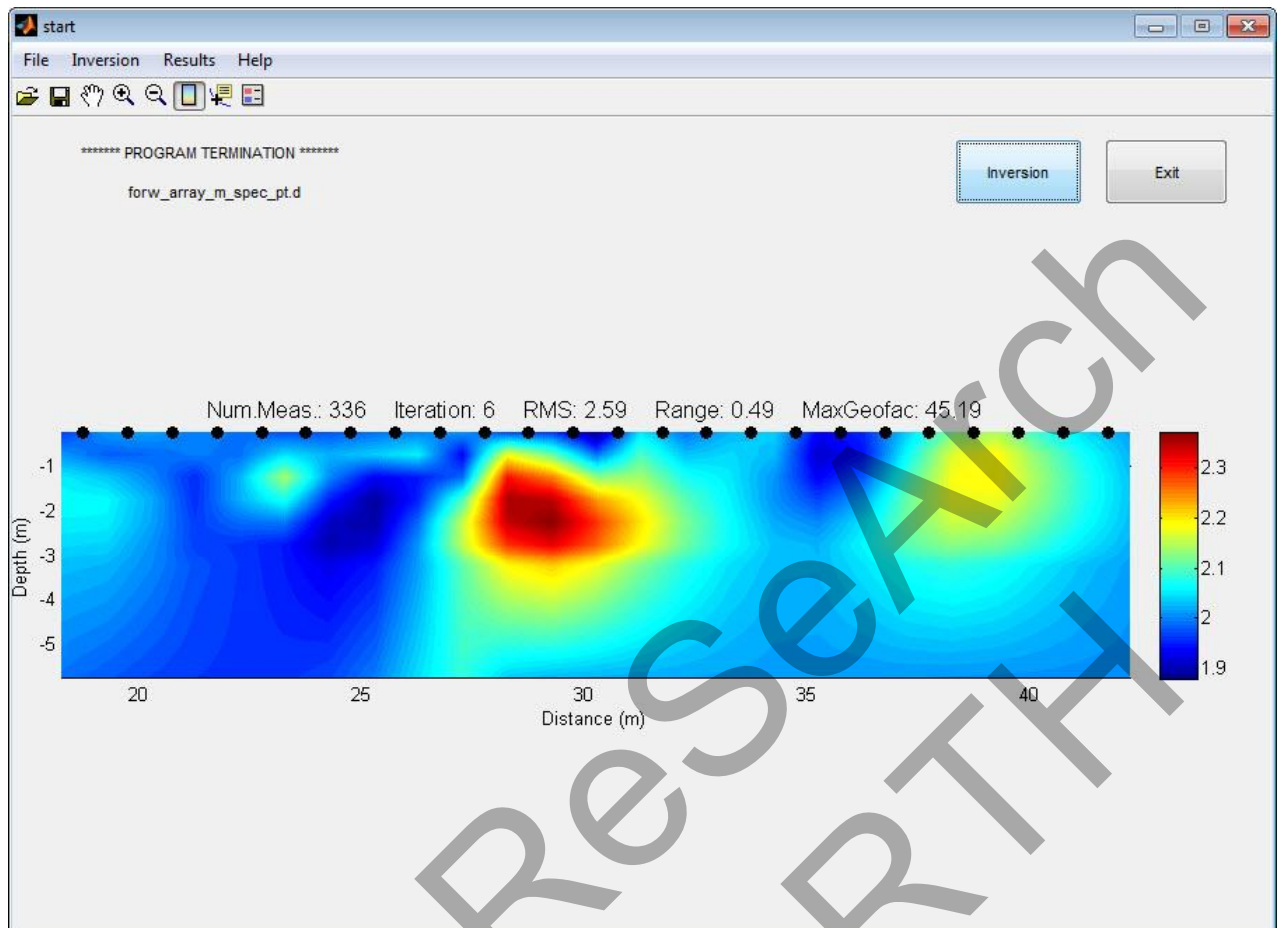 start
File Inversion Results Help
******* PROGRAM TERMINATION *******
forw_array_m_spec_pt.d
Inversion
Exit
Num.Meas.: 336 Iteration: 6 RMS: 2.59 Range: 0.49 MaxGeofac: 45.19
-1
-2
-3
-4
-5
Depth (m)
20 25 30 35 40
Distance (m)
2.3
2.2
2.1
2
1.9
ReSeArch
RTH